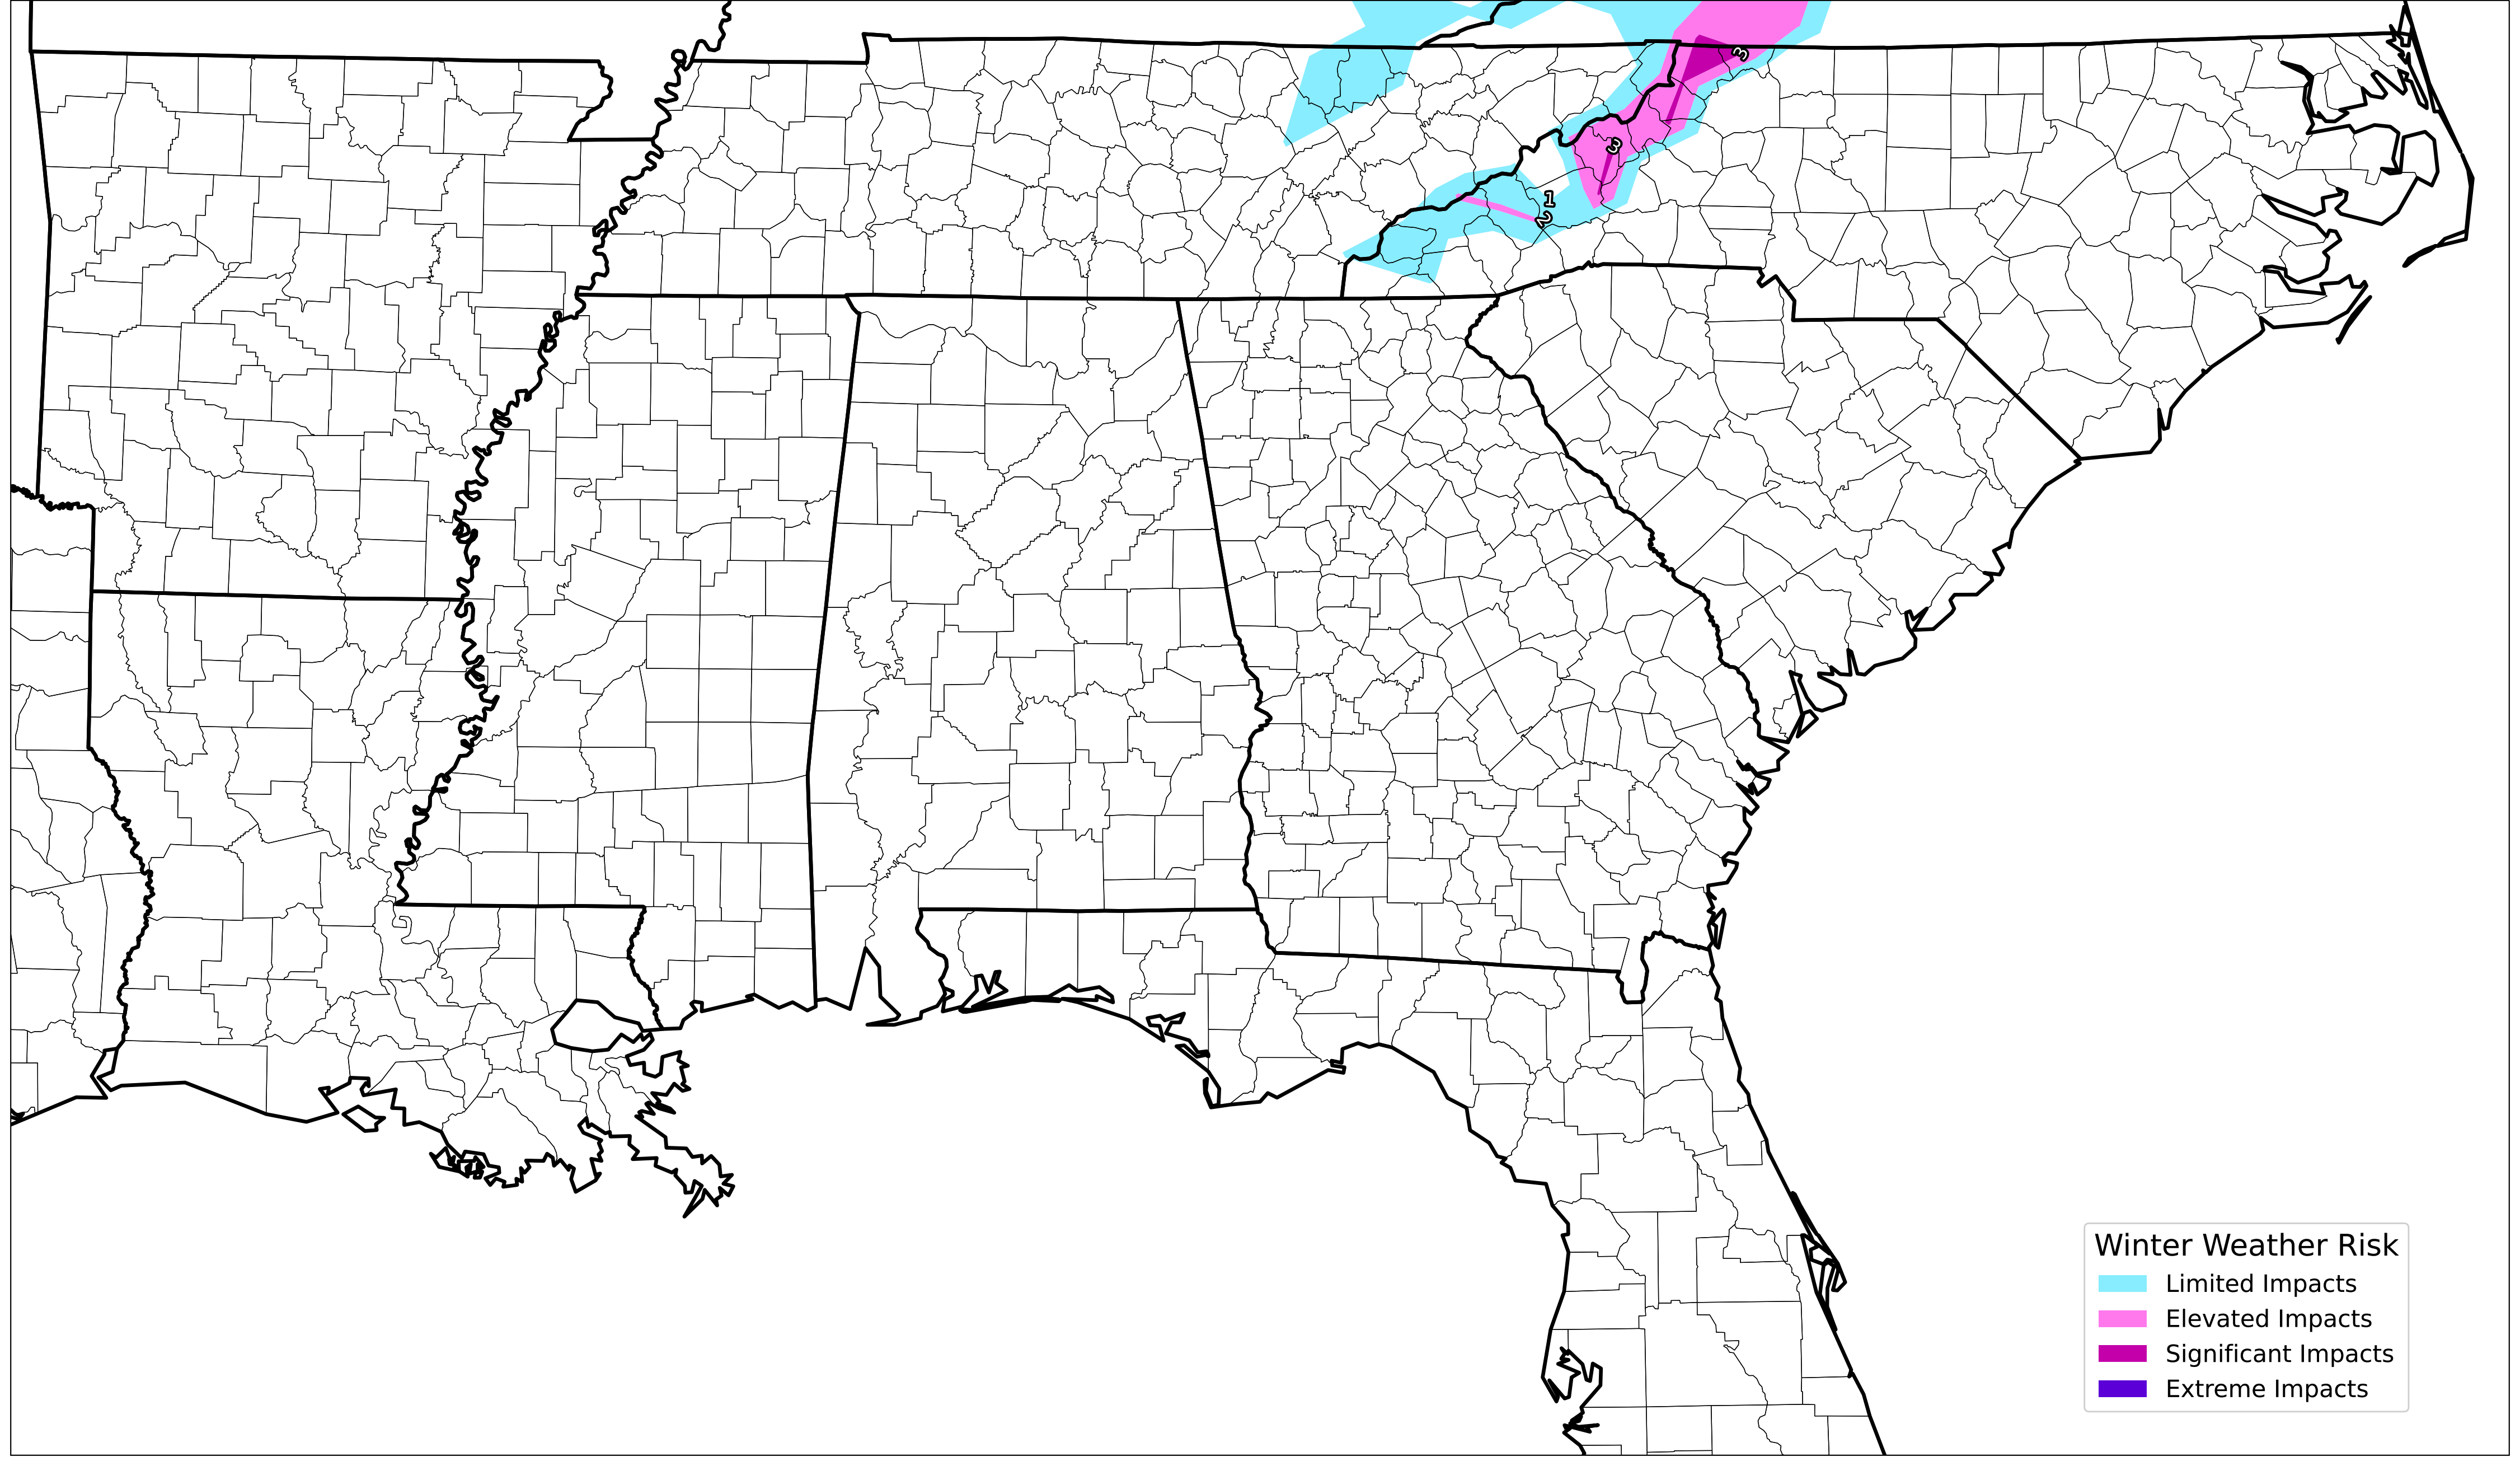 3
3
1
2
Winter Weather Risk
Limited Impacts
Elevated Impacts
Significant Impacts
Extreme Impacts